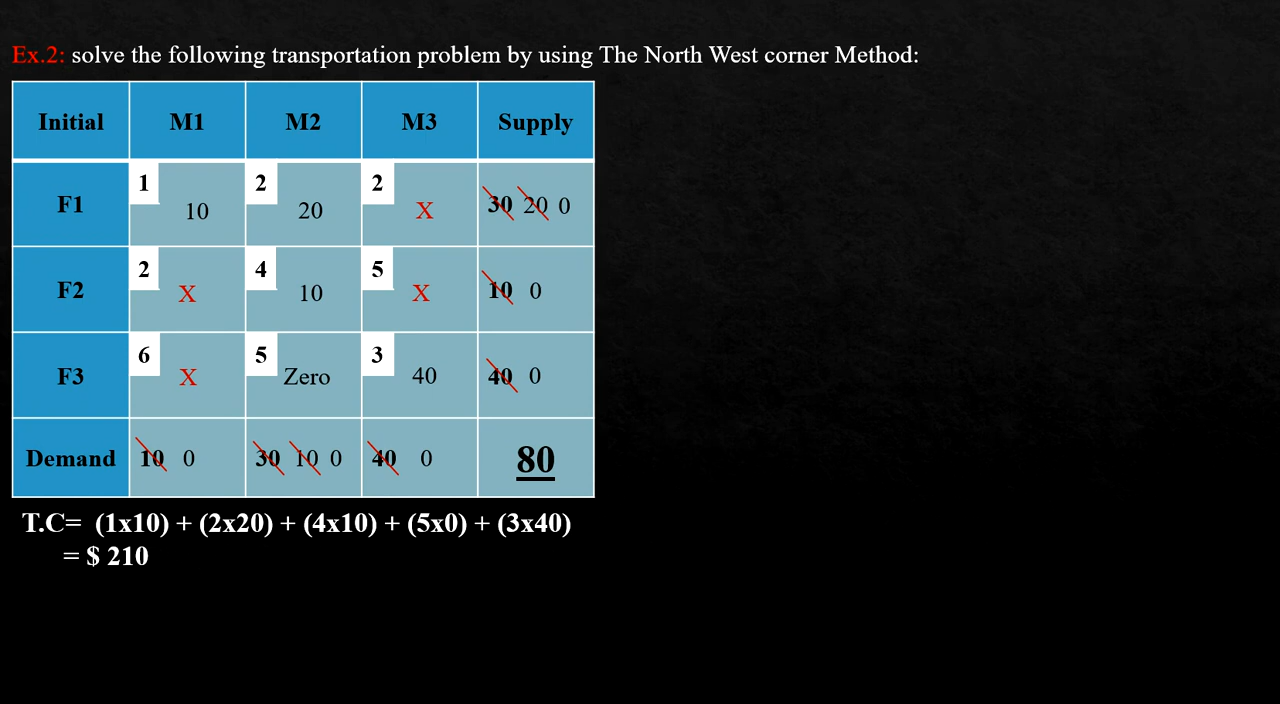 Ex.2: solve the following transportation problem by using The North West corner Method:
Initial M1 M2 M3 Supply
F1 1 10 2 20 2 X 30 20 0
F2 2 X 4 10 5 X 10 0
F3 6 X 5 Zero 3 40 40 0
Demand 10 0 30 10 0 40 0 80
T.C= (1x10) + (2x20) + (4x10) + (5x0) + (3x40)
= $ 210